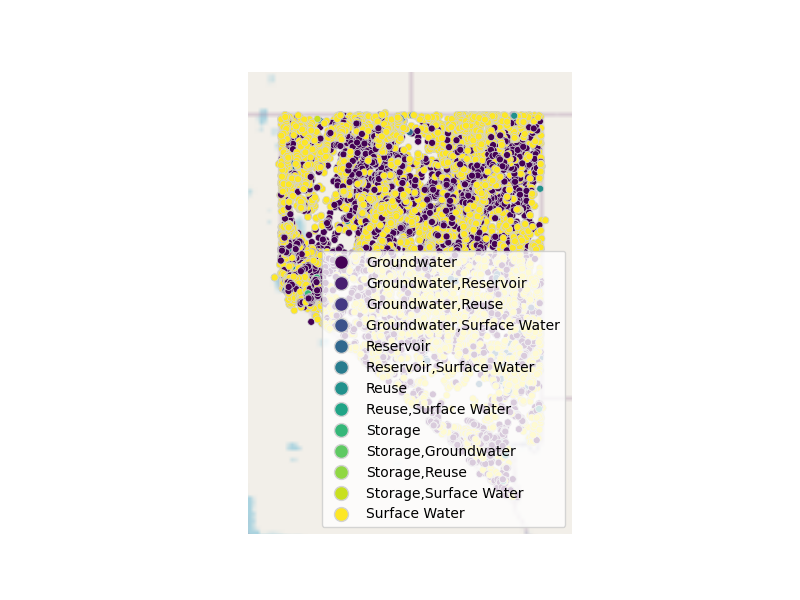 Groundwater
Groundwater,Reservoir
Groundwater,Reuse
Groundwater,Surface Water
Reservoir
Reservoir,Surface Water
Reuse
Reuse,Surface Water
Storage
Storage,Groundwater
Storage,Reuse
Storage,Surface Water
Surface Water